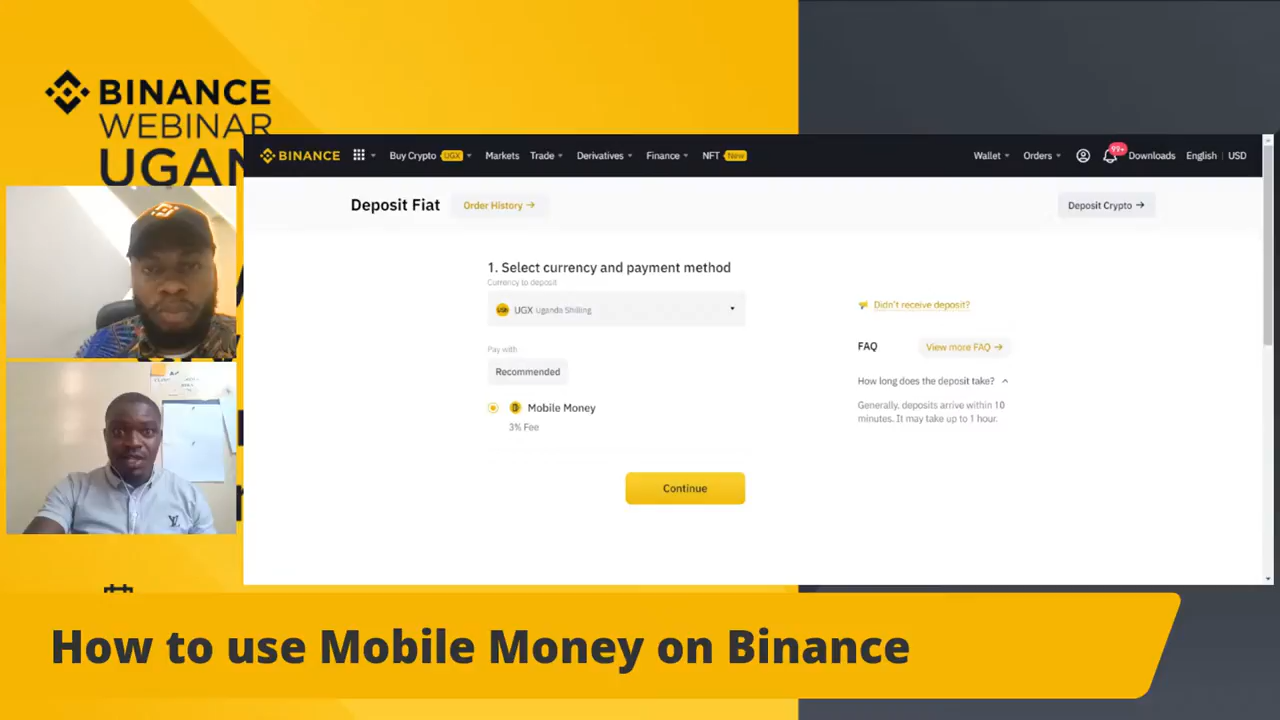 BINANCE
WEBINAR
UGAN
BINANCE Buy Crypto UGX Markets Trade Derivatives Finance NFT New Wallet Orders 99+ Downloads English | USD
Deposit Fiat Order History → Deposit Crypto →
1. Select currency and payment method
Currency to deposit
UGX Uganda Shilling
Pay with
Recommended
Mobile Money
3% Fee
Continue
Didn't receive deposit?
FAQ View more FAQ →
How long does the deposit take?
Generally, deposits arrive within 10
minutes. It may take up to 1 hour.
How to use Mobile Money on Binance